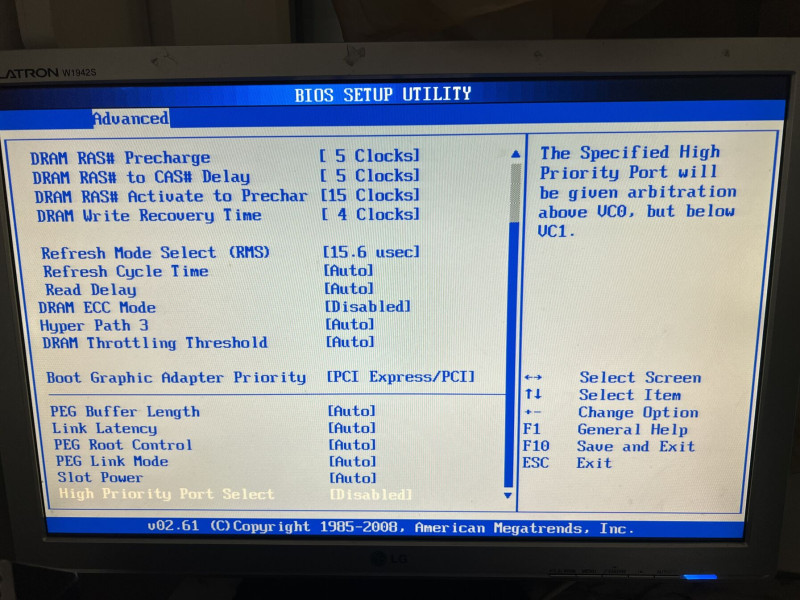 LATRON W1942S
BIOS SETUP UTILITY
Advanced
DRAM RAS# Precharge [ 5 Clocks]
DRAM RAS# to CAS# Delay [ 5 Clocks]
DRAM RAS# Activate to Prechar [15 Clocks]
DRAM Write Recovery Time [ 4 Clocks]
Refresh Mode Select (RMS) [15.6 usec]
Refresh Cycle Time [Auto]
Read Delay [Auto]
DRAM ECC Mode [Disabled]
Hyper Path 3 [Auto]
DRAM Throttling Threshold [Auto]
Boot Graphic Adapter Priority [PCI Express/PCI]
PEG Buffer Length [Auto]
Link Latency [Auto]
PEG Root Control [Auto]
PEG Link Mode [Auto]
Slot Power [Auto]
High Priority Port Select [Disabled]
The Specified High
Priority Port will
be given arbitration
above VC0, but below
VC1.
↔ Select Screen
↑↓ Select Item
+- Change Option
F1 General Help
F10 Save and Exit
ESC Exit
v02.61 (C)Copyright 1985-2008, American Megatrends, Inc.
LG